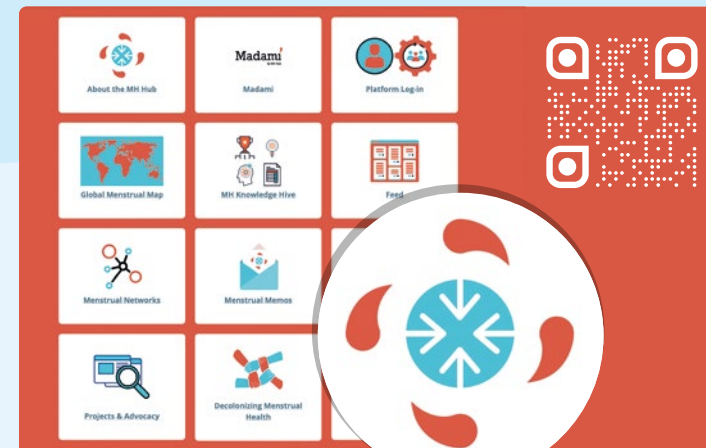 Madami
About the MH Hub
Madami
Platform Log-in
Global Menstrual Map
MH Knowledge Hive
Feed
Menstrual Networks
Menstrual Memos
Projects & Advocacy
Decolonizing Menstrual
Health